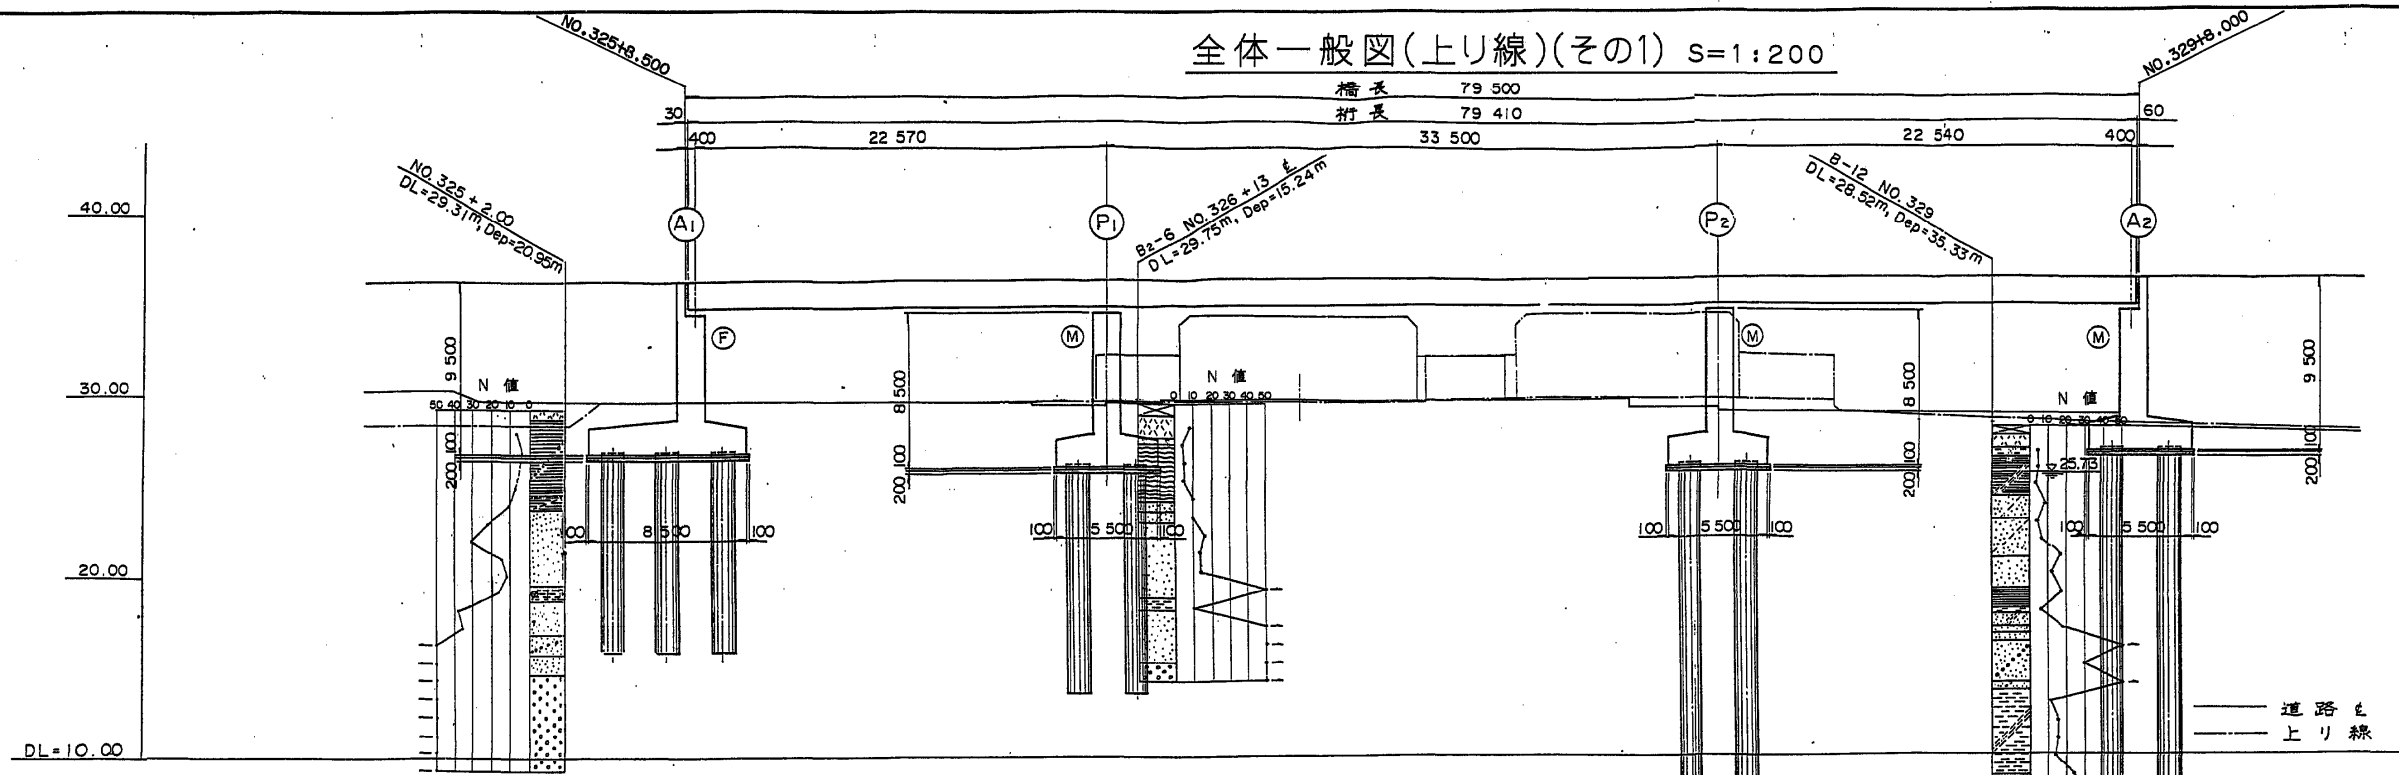 全体一般図(上り線)(その1) S=1:200
NO.325+8.500
NO.329+8.000
橋長 79 500
30 桁長 79 410 60
400 22 570 33 500 22 540 400
NO.325+2.00
DL=29.31m, Dep=20.95m
B2-6 NO.326+13 ℄
DL=29.75m, Dep=15.24m
B-12 NO.329
DL=28.52m, Dep=35.33m
40.00
A1
P1
P2
A2
F
M
M
M
9 500
8 500
8 500
9 500
30.00
N 値
50 40 30 20 10 0
N 値
0 10 20 30 40 50
N 値
0 10 20 30 40 50
200 100
200 100
200 100
200 100
25.73
100 8 500 100
100 5 500 100
100 5 500 100
100 5 500 100
20.00
道路 ℄
上り線
DL=10.00